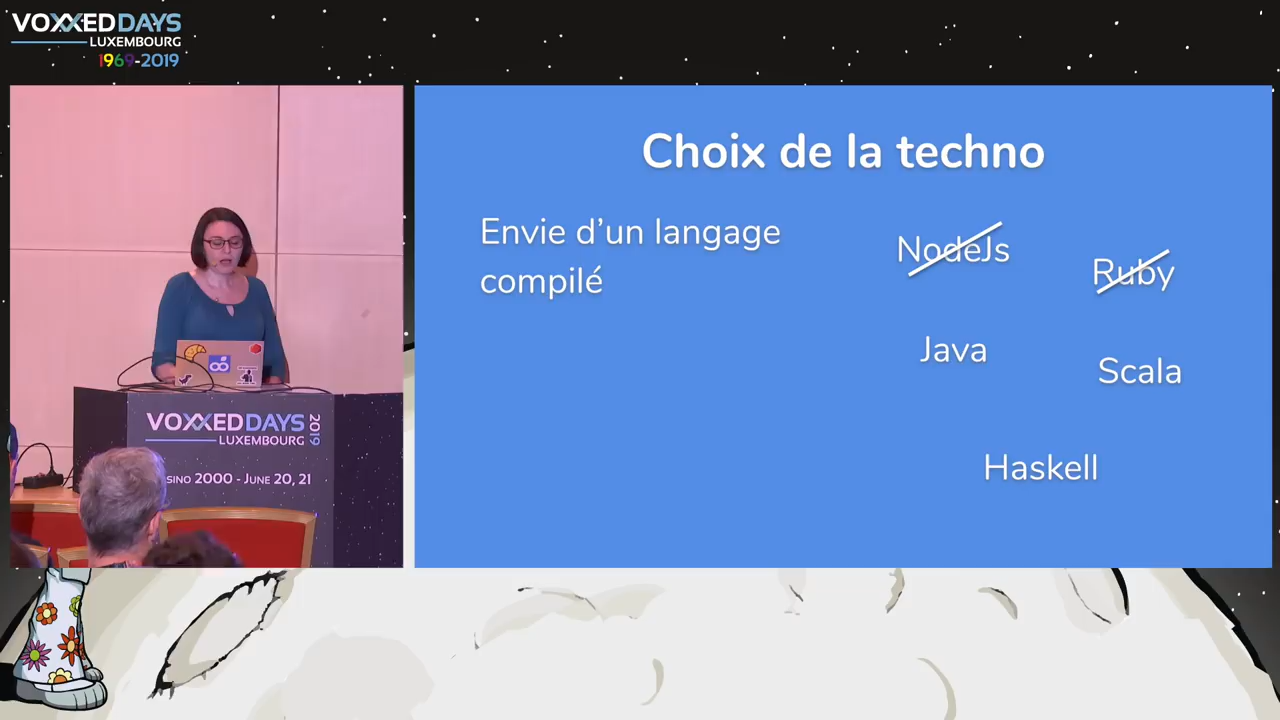 VOXXEDDAYS
LUXEMBOURG
1969-2019
Choix de la techno
Envie d'un langage
compilé
NodeJs
Ruby
Java
Scala
Haskell
VOXXEDDAYS
LUXEMBOURG
2019
2000 - JUNE 20, 21